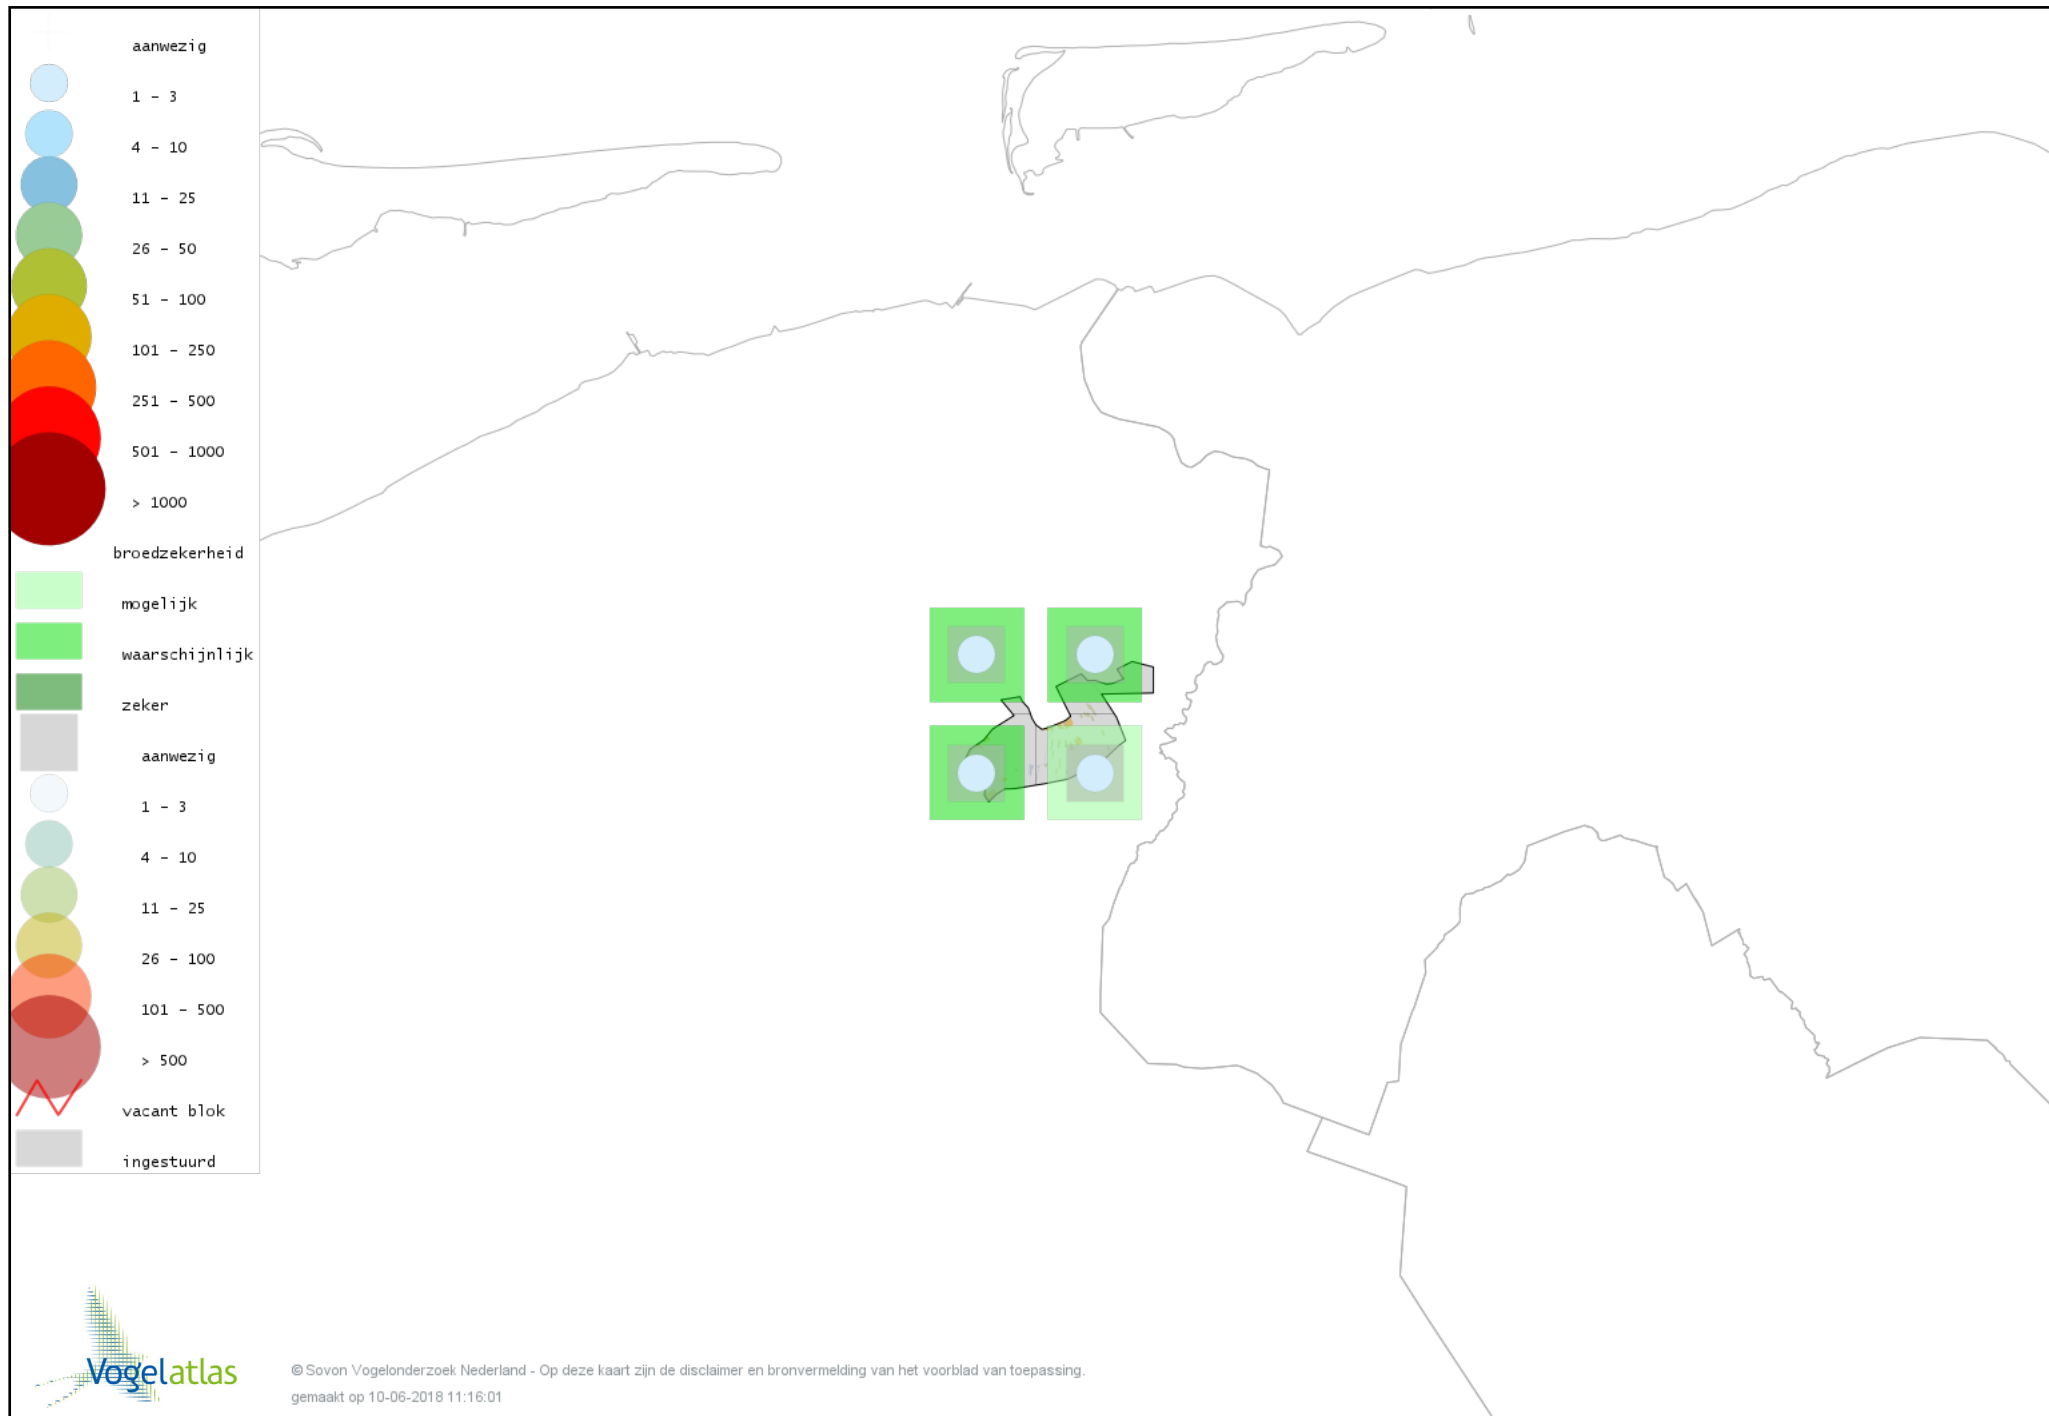 aanwezig
1 - 3
4 - 10
11 - 25
26 - 50
51 - 100
101 - 250
251 - 500
501 - 1000
> 1000
broedzekerheid
mogelijk
waarschijnlijk
zeker
aanwezig
1 - 3
4 - 10
11 - 25
26 - 100
101 - 500
> 500
vacant blok
ingestuurd
Vogelatlas
© Sovon Vogelonderzoek Nederland - Op deze kaart zijn de disclaimer en bronvermelding van het voorblad van toepassing.
gemaakt op 10-06-2018 11:16:01